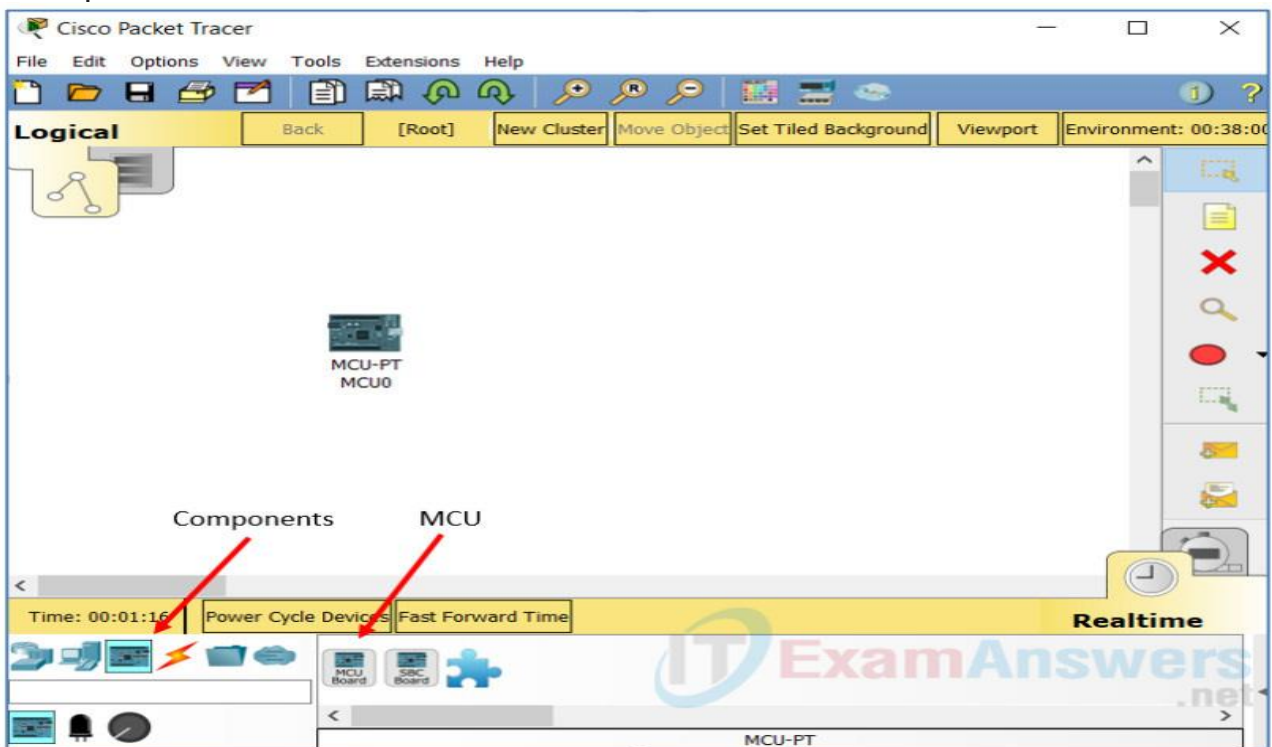 Cisco Packet Tracer
File Edit Options View Tools Extensions Help
Logical Back [Root] New Cluster Move Object Set Tiled Background Viewport Environment: 00:38:00
MCU-PT
MCU0
Components MCU
Time: 00:01:16 Power Cycle Devices Fast Forward Time Realtime
MCU Board SBC Board
ITExamAnswers
.net
MCU-PT